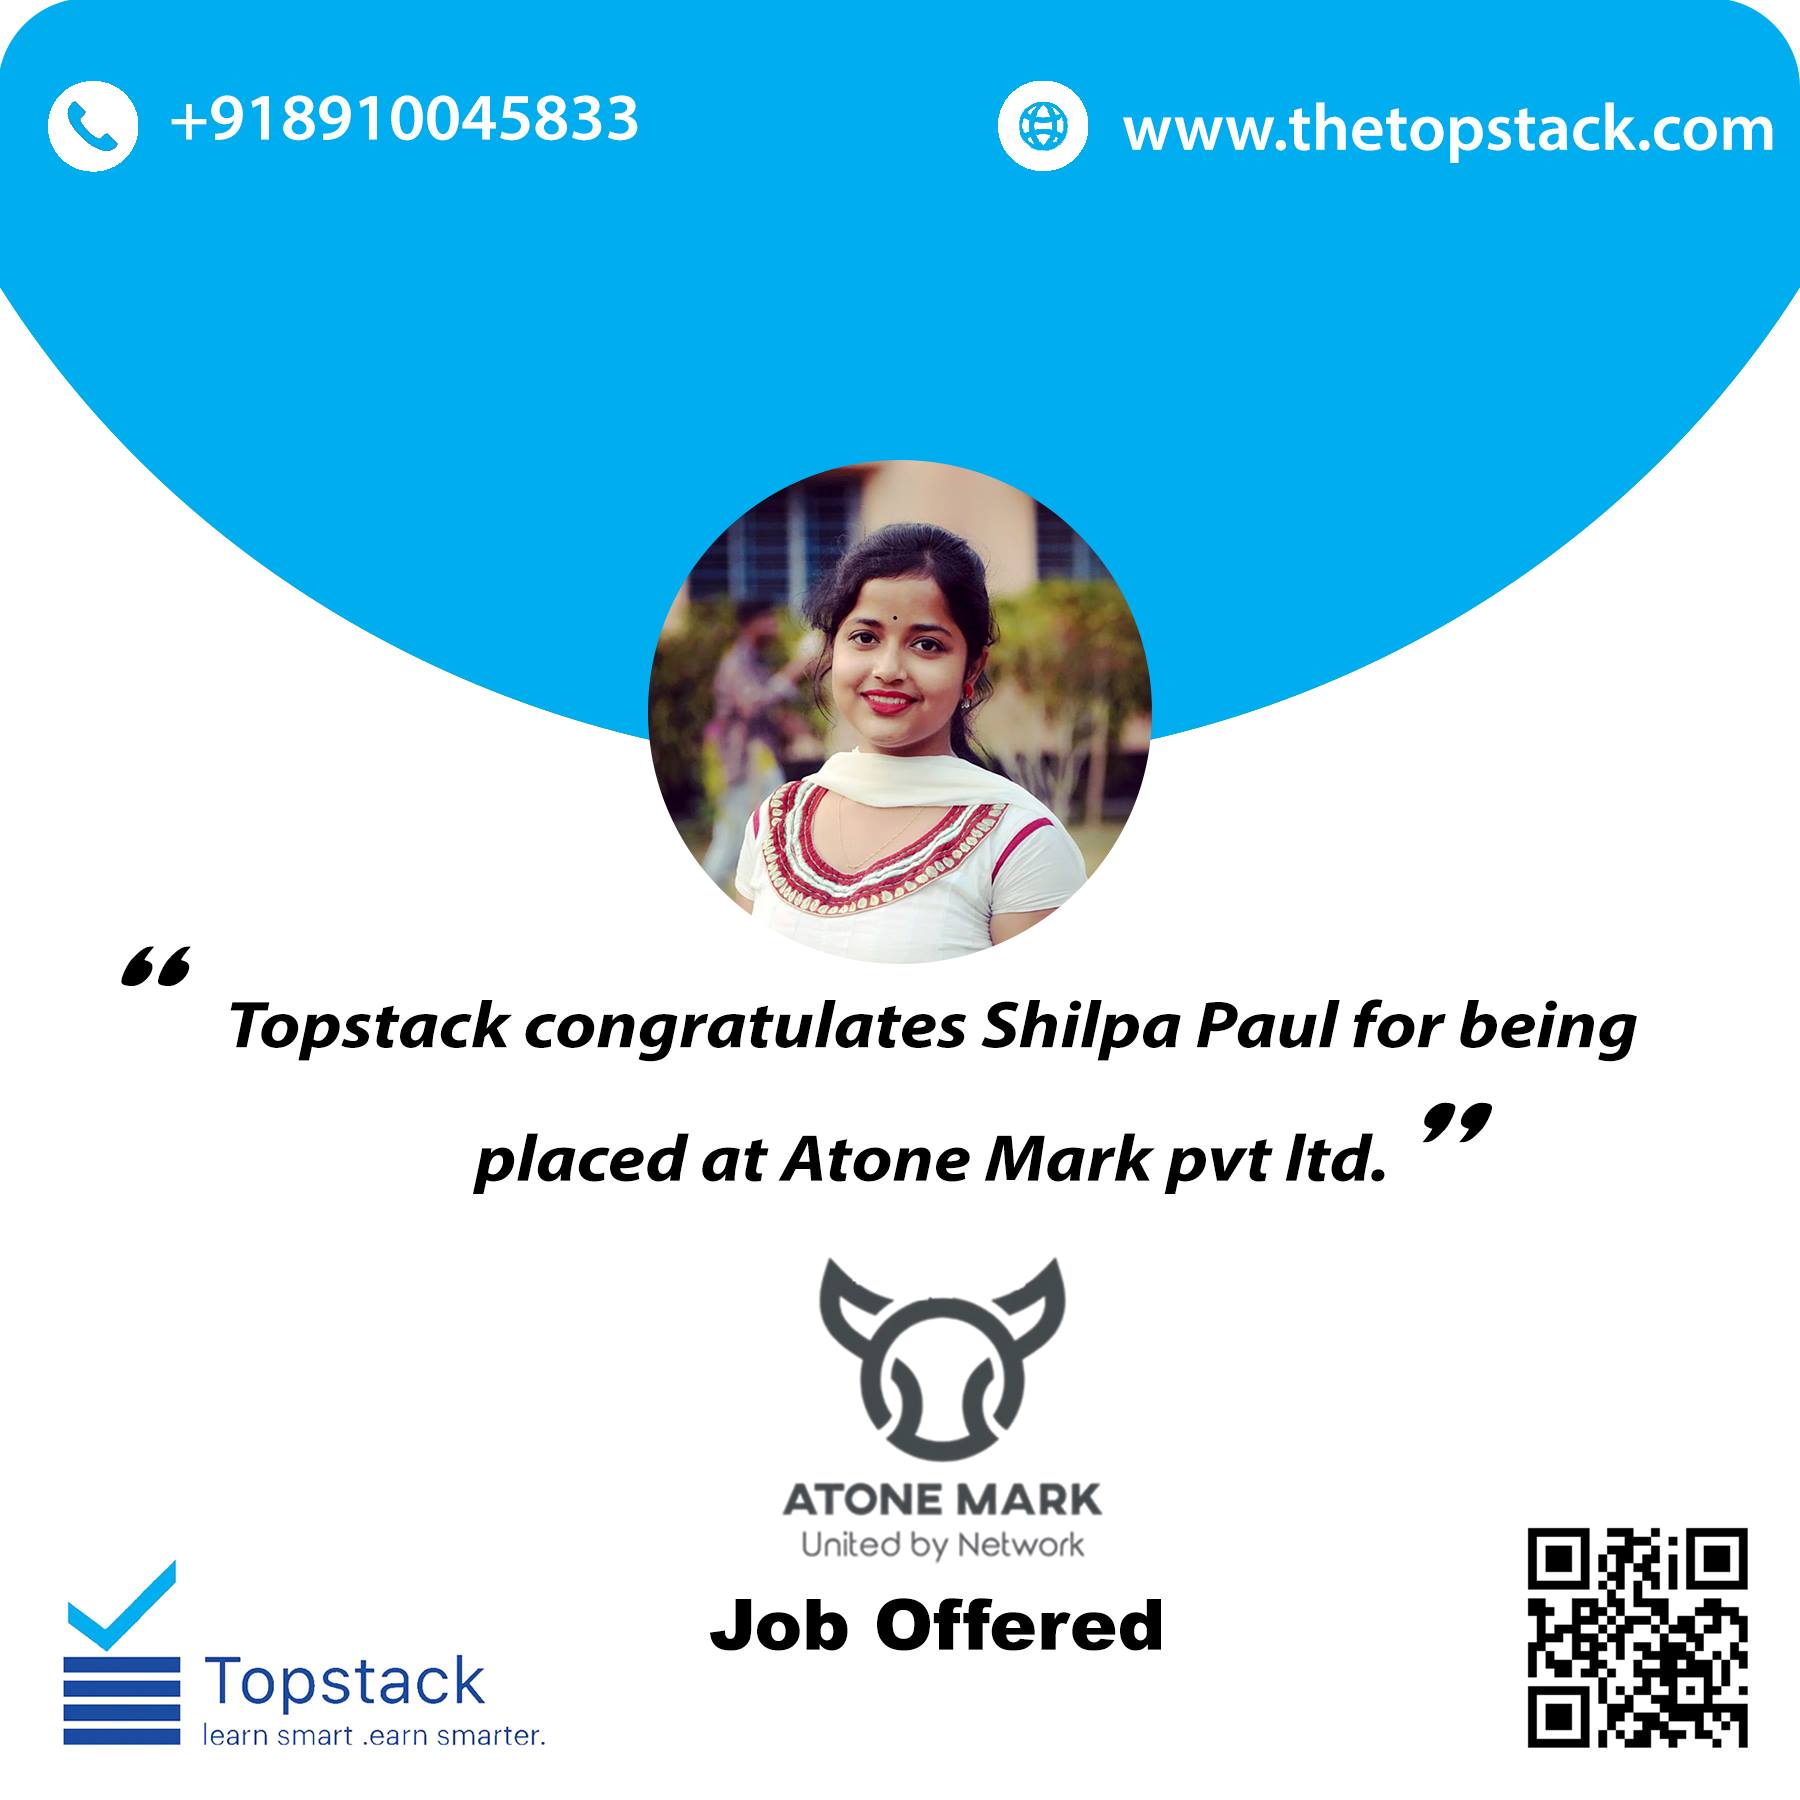 +918910045833
www.thetopstack.com
“ Topstack congratulates Shilpa Paul for being
placed at Atone Mark pvt ltd. ”
ATONE MARK
United by Network
Job Offered
Topstack
learn smart .earn smarter.